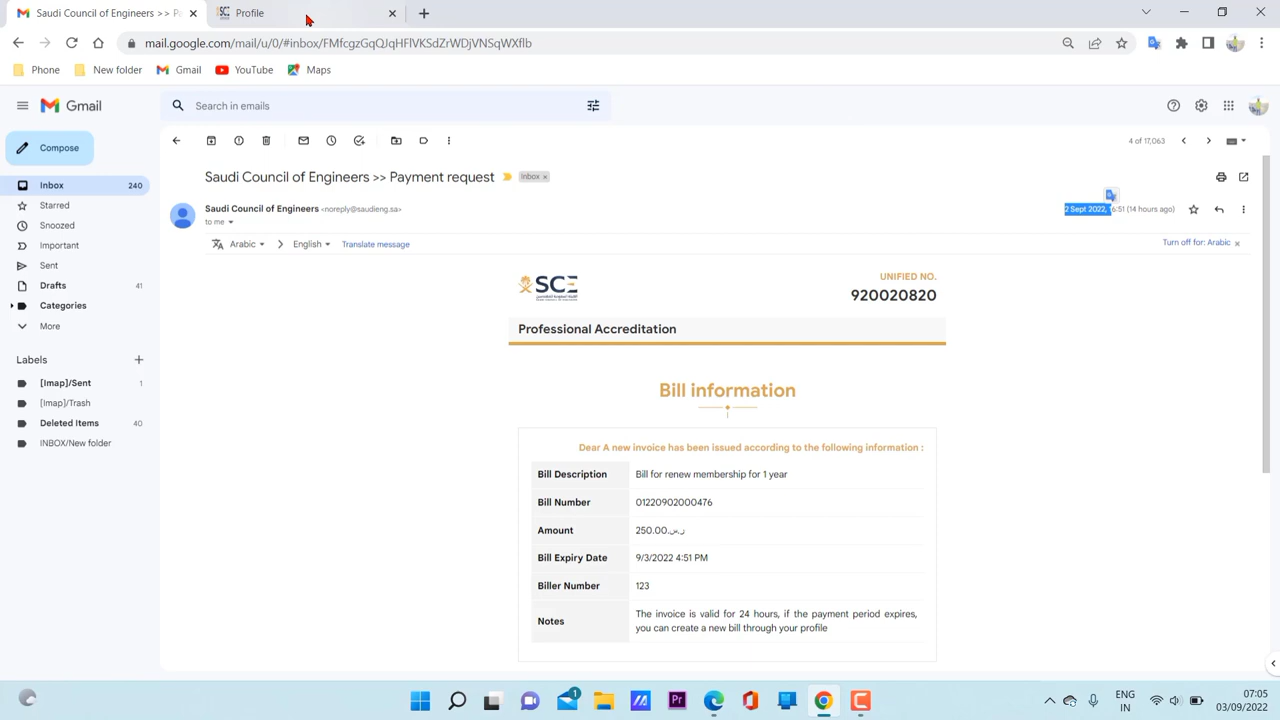 Saudi Council of Engineers >> P
Profile
mail.google.com/mail/u/0/#inbox/FMfcgzGqQJqHFlVKSdZrWDjVNSqWXflb
Phone
New folder
Gmail
YouTube
Maps
Gmail
Search in emails
Compose
4 of 17,063
Inbox 240
Starred
Snoozed
Important
Sent
Drafts 41
Categories
More
Labels
[Imap]/Sent 1
[Imap]/Trash
Deleted Items 40
INBOX/New folder
Saudi Council of Engineers >> Payment request
Inbox x
Saudi Council of Engineers <noreply@saudieng.sa>
2 Sept 2022, 16:51 (14 hours ago)
to me
Arabic > English Translate message
Turn off for: Arabic x
SCE
UNIFIED NO.
920020820
Professional Accreditation
Bill information
Dear A new invoice has been issued according to the following information :
Bill Description Bill for renew membership for 1 year
Bill Number 01220902000476
Amount 250.00.ر.س
Bill Expiry Date 9/3/2022 4:51 PM
Biller Number 123
Notes The invoice is valid for 24 hours, if the payment period expires,
you can create a new bill through your profile
1
Pr
ENG
IN
07:05
03/09/2022